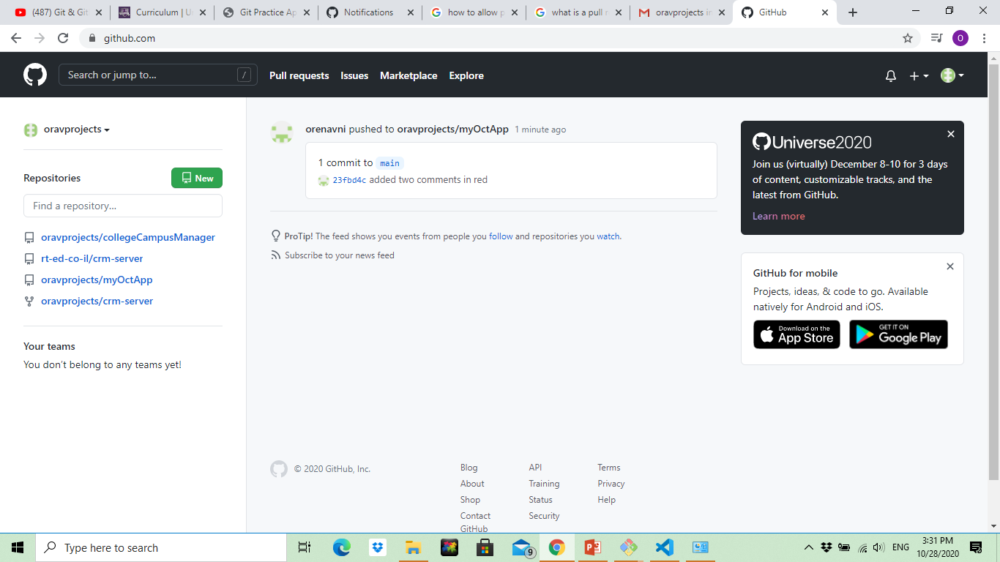 (487) Git & Git
Curriculum | U
Git Practice Ap
Notifications
how to allow p
what is a pull r
oravprojects in
GitHub
github.com
O
Search or jump to...
/
Pull requests
Issues
Marketplace
Explore
oravprojects
Repositories
New
Find a repository...
oravprojects/collegeCampusManager
rt-ed-co-il/crm-server
oravprojects/myOctApp
oravprojects/crm-server
Your teams
You don't belong to any teams yet!
orenavni pushed to oravprojects/myOctApp 1 minute ago
1 commit to main
23fbd4c added two comments in red
ProTip! The feed shows you events from people you follow and repositories you watch.
Subscribe to your news feed
Universe2020
Join us (virtually) December 8-10 for 3 days
of content, customizable tracks, and the
latest from GitHub.
Learn more
GitHub for mobile
Projects, ideas, & code to go. Available
natively for Android and iOS.
Download on the
App Store
GET IT ON
Google Play
© 2020 GitHub, Inc.
Blog
About
Shop
Contact
GitHub
API
Training
Status
Security
Terms
Privacy
Help
Type here to search
9
ENG
3:31 PM
10/28/2020